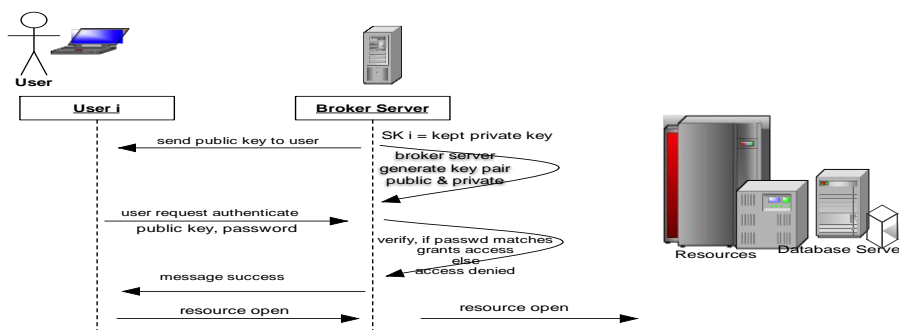 User
User i
Broker Server
send public key to user
SK i = kept private key
broker server
generate key pair
public & private
user request authenticate
public key, password
verify, if passwd matches
grants access
else
access denied
message success
resource open
resource open
Resources
Database Serve